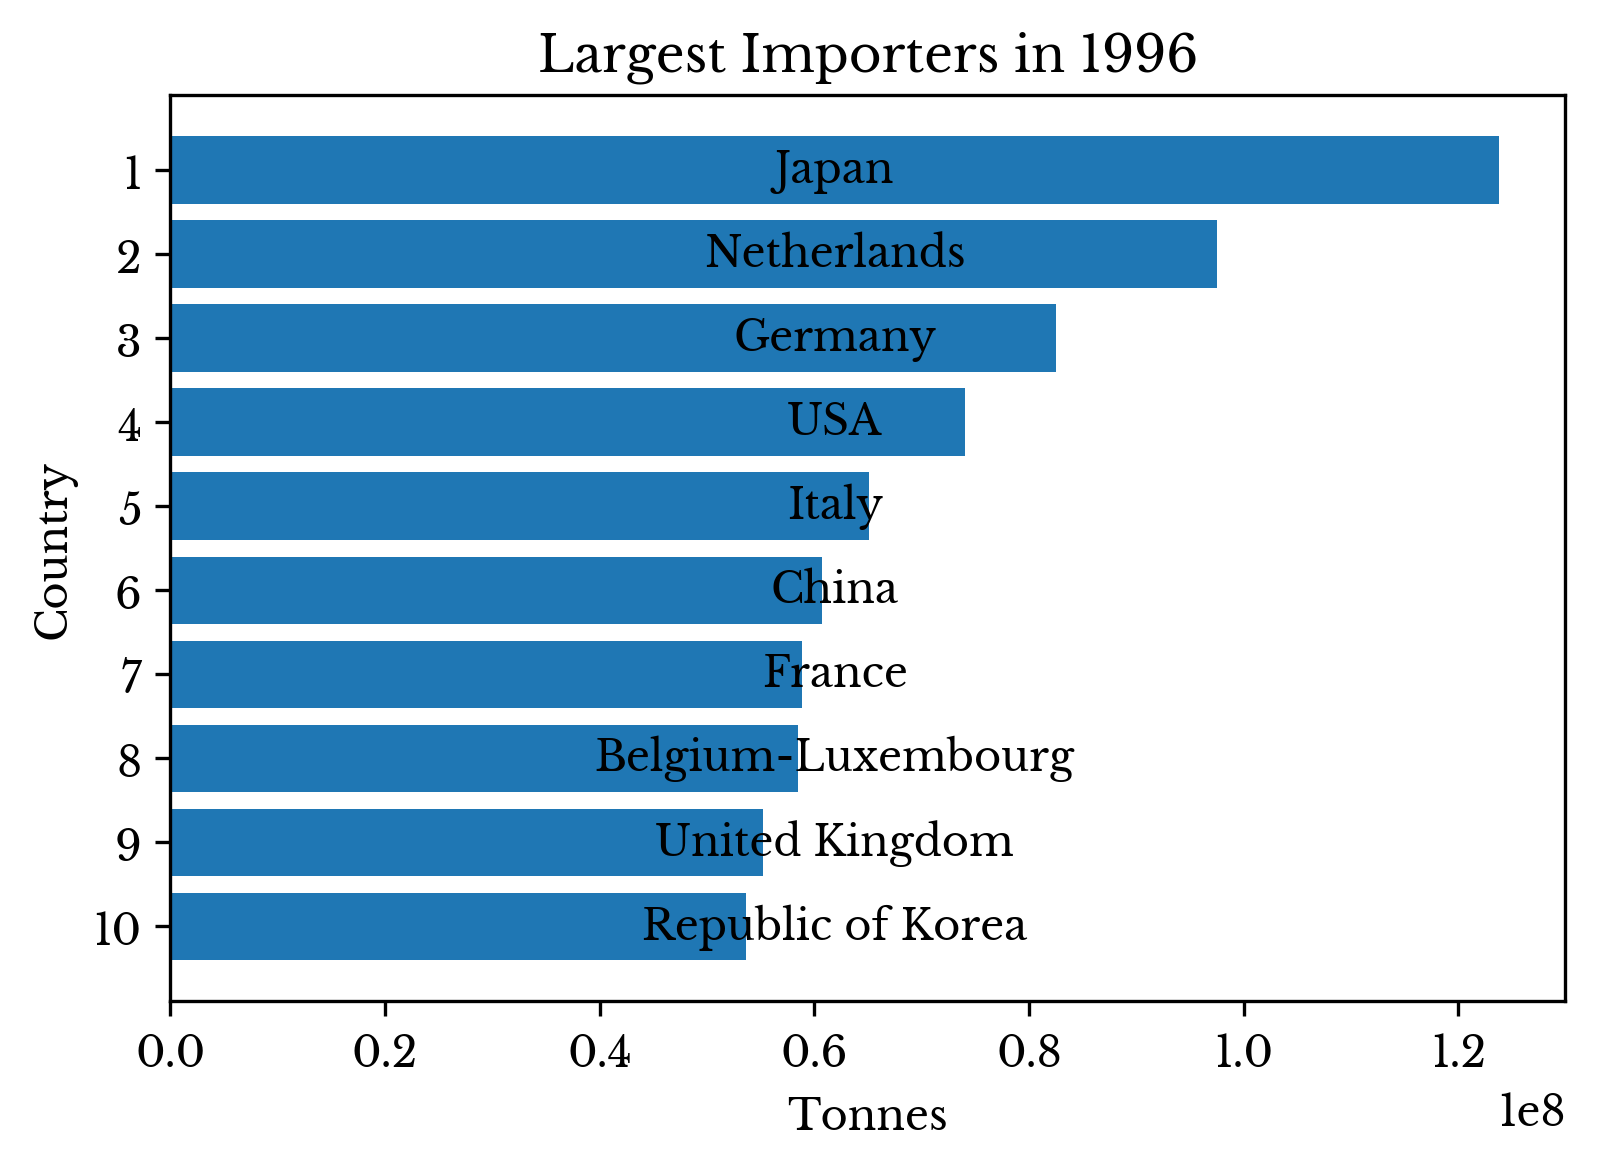 Largest Importers in 1996
Country
1
Japan
2
Netherlands
3
Germany
4
USA
5
Italy
6
China
7
France
8
Belgium-Luxembourg
9
United Kingdom
10
Republic of Korea
0.0 0.2 0.4 0.6 0.8 1.0 1.2
1e8
Tonnes